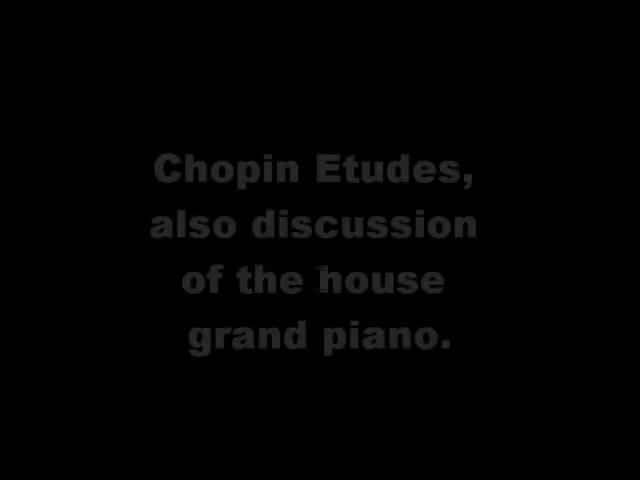 Chopin Etudes,
also discussion
of the house
grand piano.